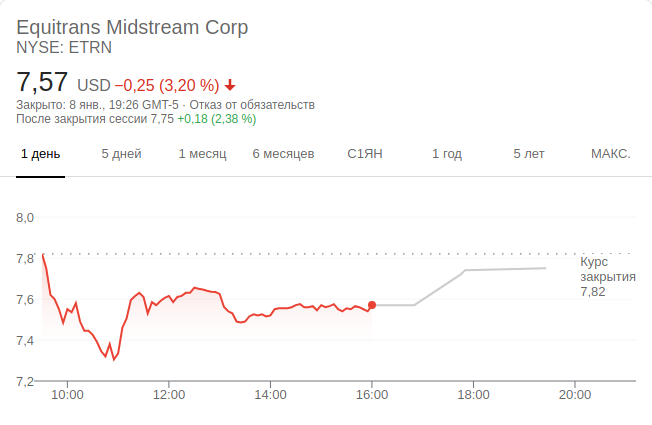 Equitrans Midstream Corp
NYSE: ETRN
7,57 USD −0,25 (3,20 %)
Закрыто: 8 янв., 19:26 GMT-5 · Отказ от обязательств
После закрытия сессии 7,75 +0,18 (2,38 %)
1 день 5 дней 1 месяц 6 месяцев С1ЯН 1 год 5 лет МАКС.
8,0
7,8
Курс
закрытия
7,82
7,6
7,4
7,2
10:00 12:00 14:00 16:00 18:00 20:00